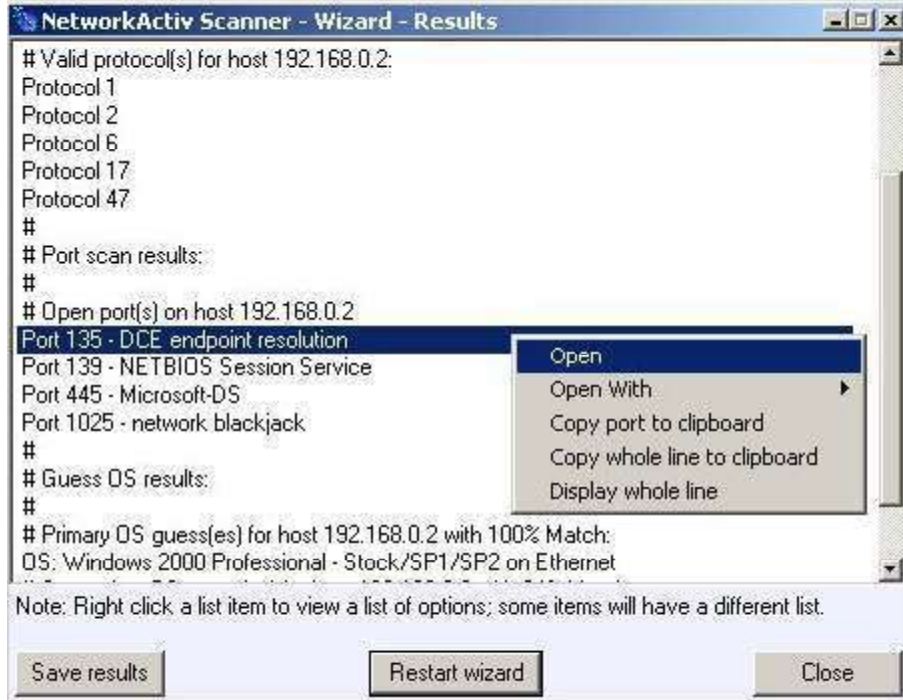 NetworkActiv Scanner - Wizard - Results
# Valid protocol(s) for host 192.168.0.2:
Protocol 1
Protocol 2
Protocol 6
Protocol 17
Protocol 47
#
# Port scan results:
#
# Open port(s) on host 192.168.0.2
Port 135 - DCE endpoint resolution
Port 139 - NETBIOS Session Service
Port 445 - Microsoft-DS
Port 1025 - network blackjack
#
# Guess OS results:
#
# Primary OS guess(es) for host 192.168.0.2 with 100% Match:
OS: Windows 2000 Professional - Stock/SP1/SP2 on Ethernet
Open
Open With
Copy port to clipboard
Copy whole line to clipboard
Display whole line
Note: Right click a list item to view a list of options; some items will have a different list.
Save results
Restart wizard
Close